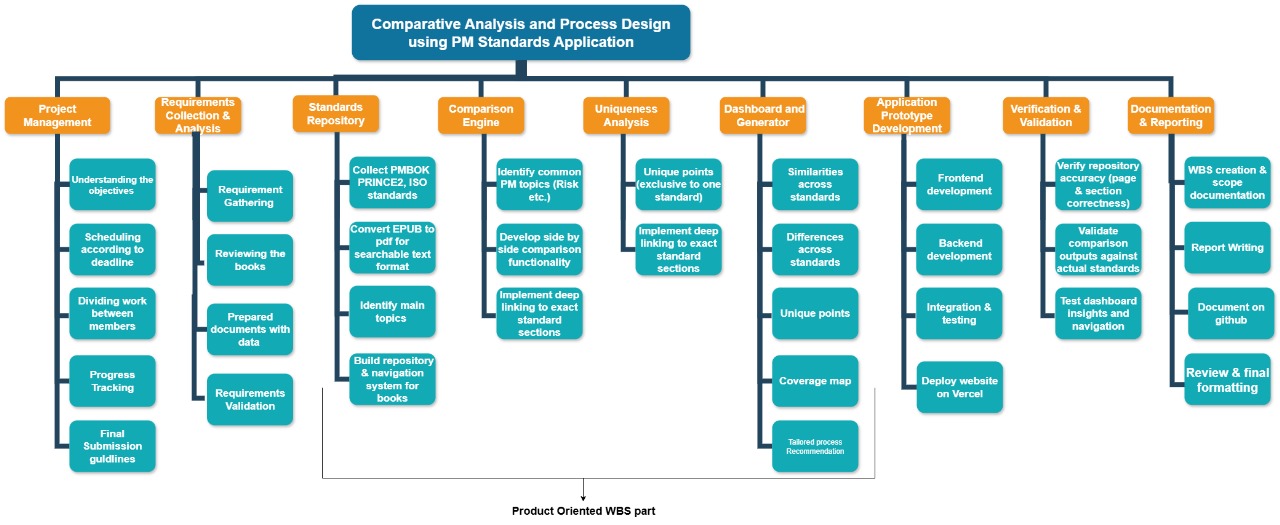 Comparative Analysis and Process Design
using PM Standards Application
Project
Management
Understanding the
objectives
Scheduling
according to
deadline
Dividing work
between
members
Progress
Tracking
Final
Submission
guldlines
Requirements
Collection &
Analysis
Requirement
Gathering
Reviewing the
books
Prepared
documents with
data
Requirements
Validation
Standards
Repository
Collect PMBOK
PRINCE2, ISO
standards
Convert EPUB to
pdf for
searchable text
format
Identify main
topics
Build repository
& navigation
system for
books
Comparison
Engine
Identify common
PM topics (Risk
etc.)
Develop side by
side comparison
functionality
Implement deep
linking to exact
standard
sections
Uniqueness
Analysis
Unique points
(exclusive to one
standard)
Implement deep
linking to exact
standard
sections
Dashboard and
Generator
Similarities
across
standards
Differences
across
standards
Unique points
Coverage map
Tailored process
Recommendation
Application
Prototype
Development
Frontend
development
Backend
development
Integration &
testing
Deploy website
on Vercel
Verification &
Validation
Verify repository
accuracy (page
& section
correctness)
Validate
comparison
outputs against
actual standards
Test dashboard
insights and
navigation
Documentation
& Reporting
WBS creation &
scope
documentation
Report Writing
Document on
github
Review & final
formatting
Product Oriented WBS part